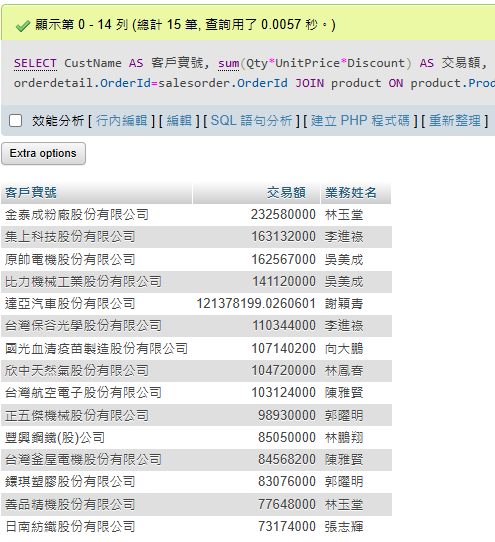 顯示第 0 - 14 列 (總計 15 筆, 查詢用了 0.0057 秒。)
SELECT CustName AS 客戶寶號, sum(Qty*UnitPrice*Discount) AS 交易額,
orderdetail.OrderId=salesorder.OrderId JOIN product ON product.Prod
效能分析 [ 行內編輯 ] [ 編輯 ] [ SQL 語句分析 ] [ 建立 PHP 程式碼 ] [ 重新整理 ]
Extra options
客戶寶號 交易額 業務姓名
金泰成粉廠股份有限公司 232580000 林玉堂
集上科技股份有限公司 163132000 李進祿
原帥電機股份有限公司 162567000 吳美成
比力機械工業股份有限公司 141120000 吳美成
達亞汽車股份有限公司 121378199.0260601 謝穎青
台灣保谷光學股份有限公司 110344000 李進祿
國光血清疫苗製造股份有限公司 107140200 向大鵬
欣中天然氣股份有限公司 104720000 林鳳春
台灣航空電子股份有限公司 103124000 陳雅賢
正五傑機械股份有限公司 98930000 郭曜明
豐興鋼鐵(股)公司 85050000 林鵬翔
台灣釜屋電機股份有限公司 84568200 陳雅賢
鐶琪塑膠股份有限公司 83076000 郭曜明
善品精機股份有限公司 77648000 林玉堂
日南紡織股份有限公司 73174000 張志輝